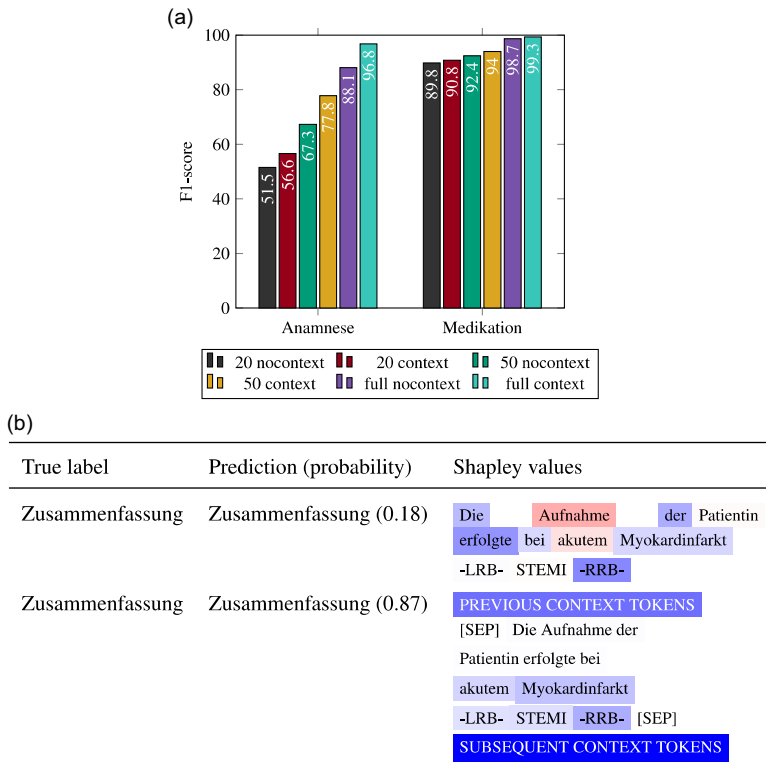 (a)
100
80
60
40
20
0
F1-score
51.5
56.6
67.3
77.8
88.1
96.8
89.8
90.8
92.4
94
98.7
99.3
Anamnese
Medikation
20 nocontext 20 context 50 nocontext
50 context full nocontext full context
(b)
True label Prediction (probability) Shapley values
Zusammenfassung Zusammenfassung (0.18) Die Aufnahme der Patientin
erfolgte bei akutem Myokardinfarkt
-LRB- STEMI -RRB-
Zusammenfassung Zusammenfassung (0.87) PREVIOUS CONTEXT TOKENS
[SEP] Die Aufnahme der
Patientin erfolgte bei
akutem Myokardinfarkt
-LRB- STEMI -RRB- [SEP]
SUBSEQUENT CONTEXT TOKENS